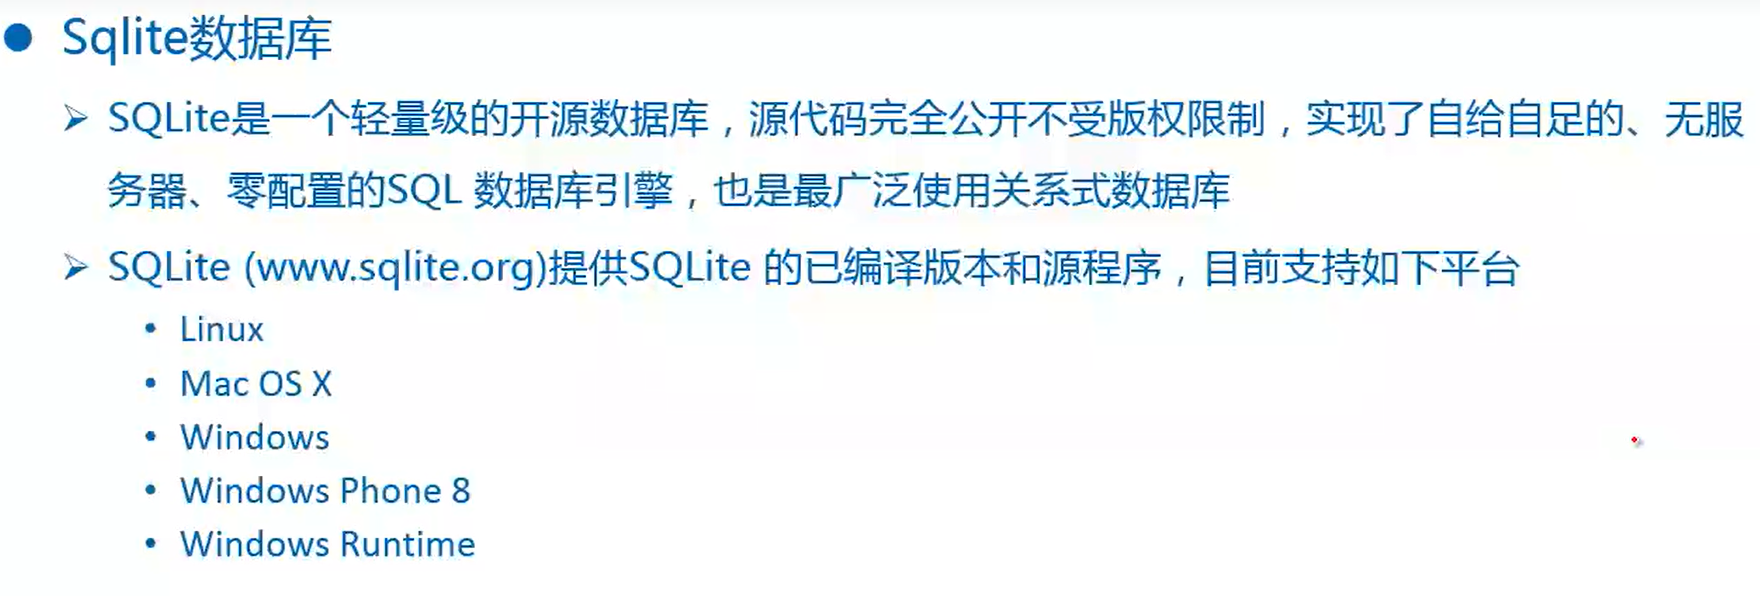 Sqlite数据库
SQLite是一个轻量级的开源数据库，源代码完全公开不受版权限制，实现了自给自足的、无服
务器、零配置的SQL 数据库引擎，也是最广泛使用关系式数据库
SQLite (www.sqlite.org)提供SQLite 的已编译版本和源程序，目前支持如下平台
Linux
Mac OS X
Windows
Windows Phone 8
Windows Runtime